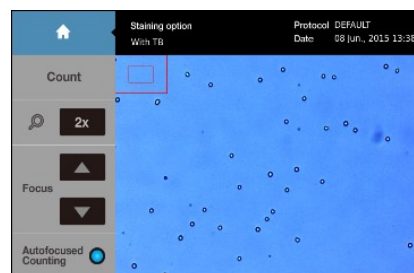 Staining option
With TB
Protocol DEFAULT
Date 08 Jun., 2015 13:38
Count
2x
Focus
Autofocused
Counting